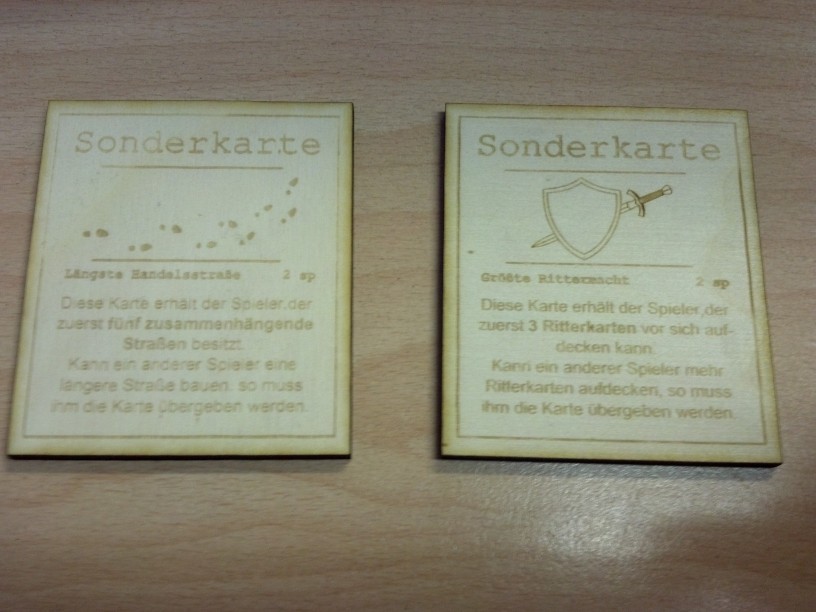 Sonderkarte
Längste Handelsstraße 2 sp
Diese Karte erhält der Spieler,der
zuerst fünf zusammenhängende
Straßen besitzt.
Kann ein anderer Spieler eine
längere Straße bauen, so muss
ihm die Karte übergeben werden.
Sonderkarte
Größte Rittermacht 2 sp
Diese Karte erhält der Spieler,der
zuerst 3 Ritterkarten vor sich auf-
decken kann.
Kann ein anderer Spieler mehr
Ritterkarten aufdecken, so muss
ihm die Karte übergeben werden.